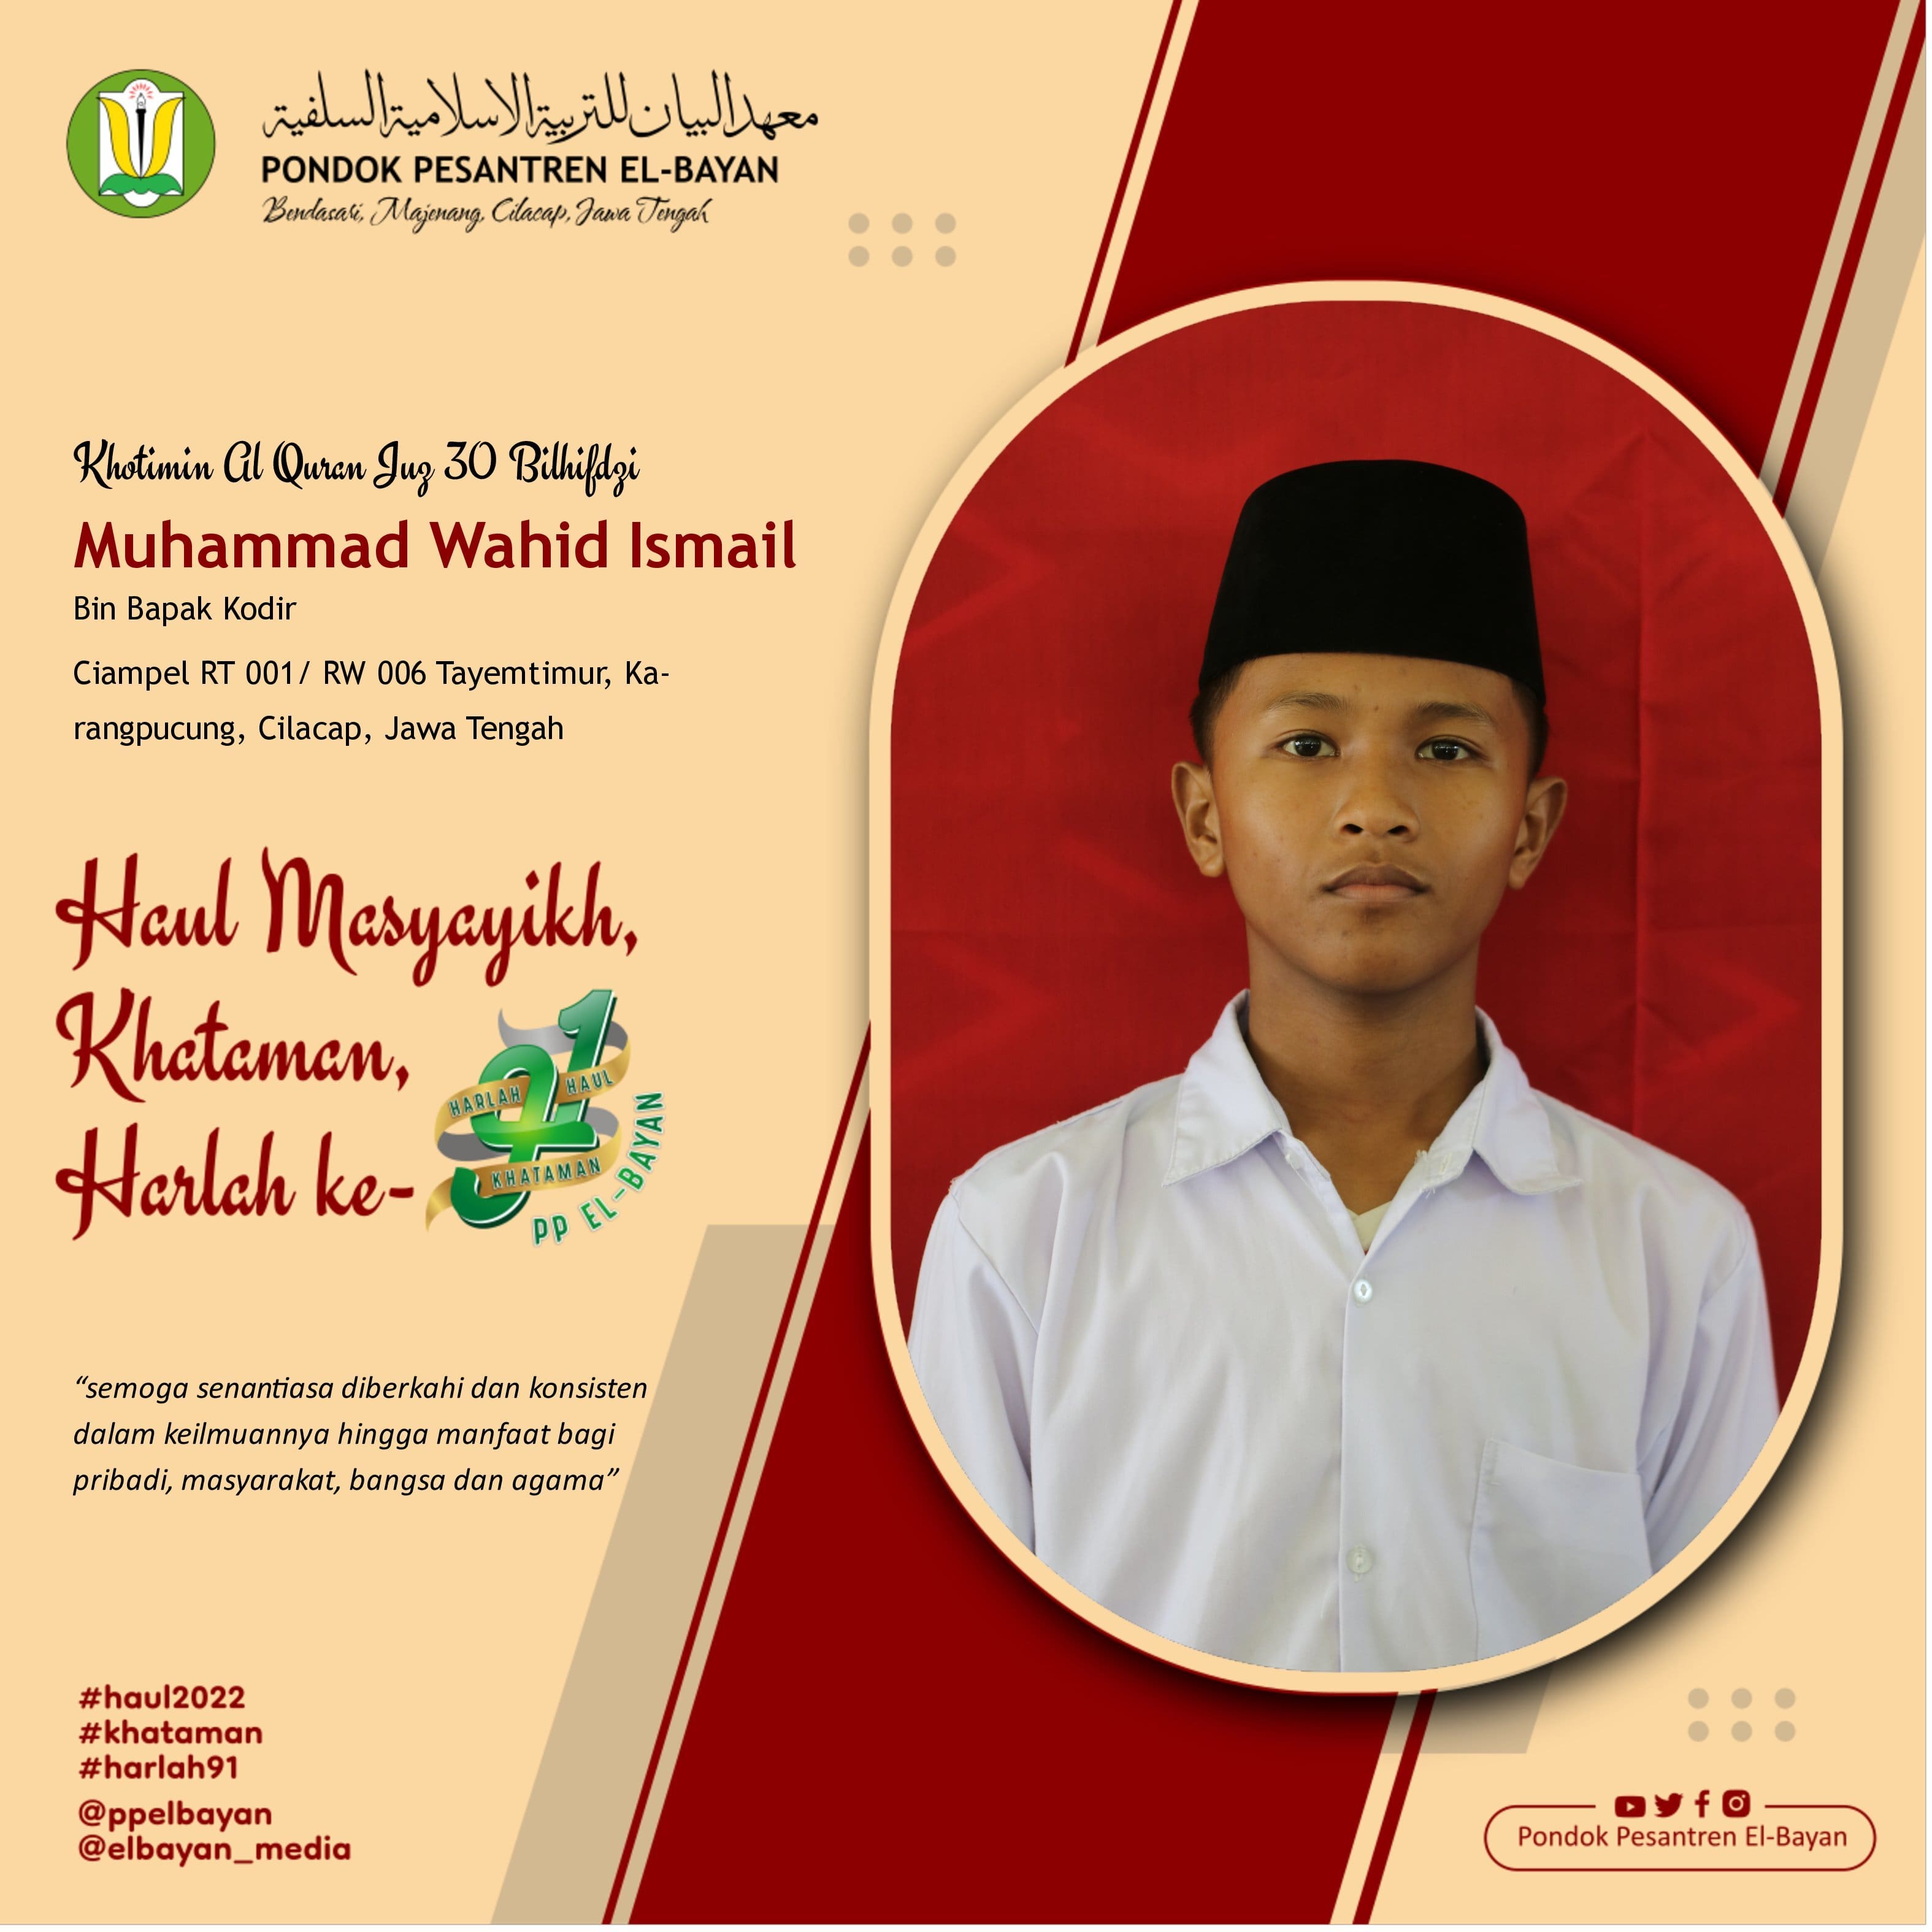 معهد البيان للتربية الاسلامية السلفية
PONDOK PESANTREN EL-BAYAN
Bendasari, Majenang, Cilacap, Jawa Tengah
Khotimin Al Quran Juz 30 Bilhifdzi
Muhammad Wahid Ismail
Bin Bapak Kodir
Ciampel RT 001/ RW 006 Tayemtimur, Ka-
rangpucung, Cilacap, Jawa Tengah
Haul Masyayikh,
Khataman,
Harlah ke-
91
HARLAH HAUL
KHATAMAN
PP EL-BAYAN
“semoga senantiasa diberkahi dan konsisten
dalam keilmuannya hingga manfaat bagi
pribadi, masyarakat, bangsa dan agama”
#haul2022
#khataman
#harlah91
@ppelbayan
@elbayan_media
Pondok Pesantren El-Bayan